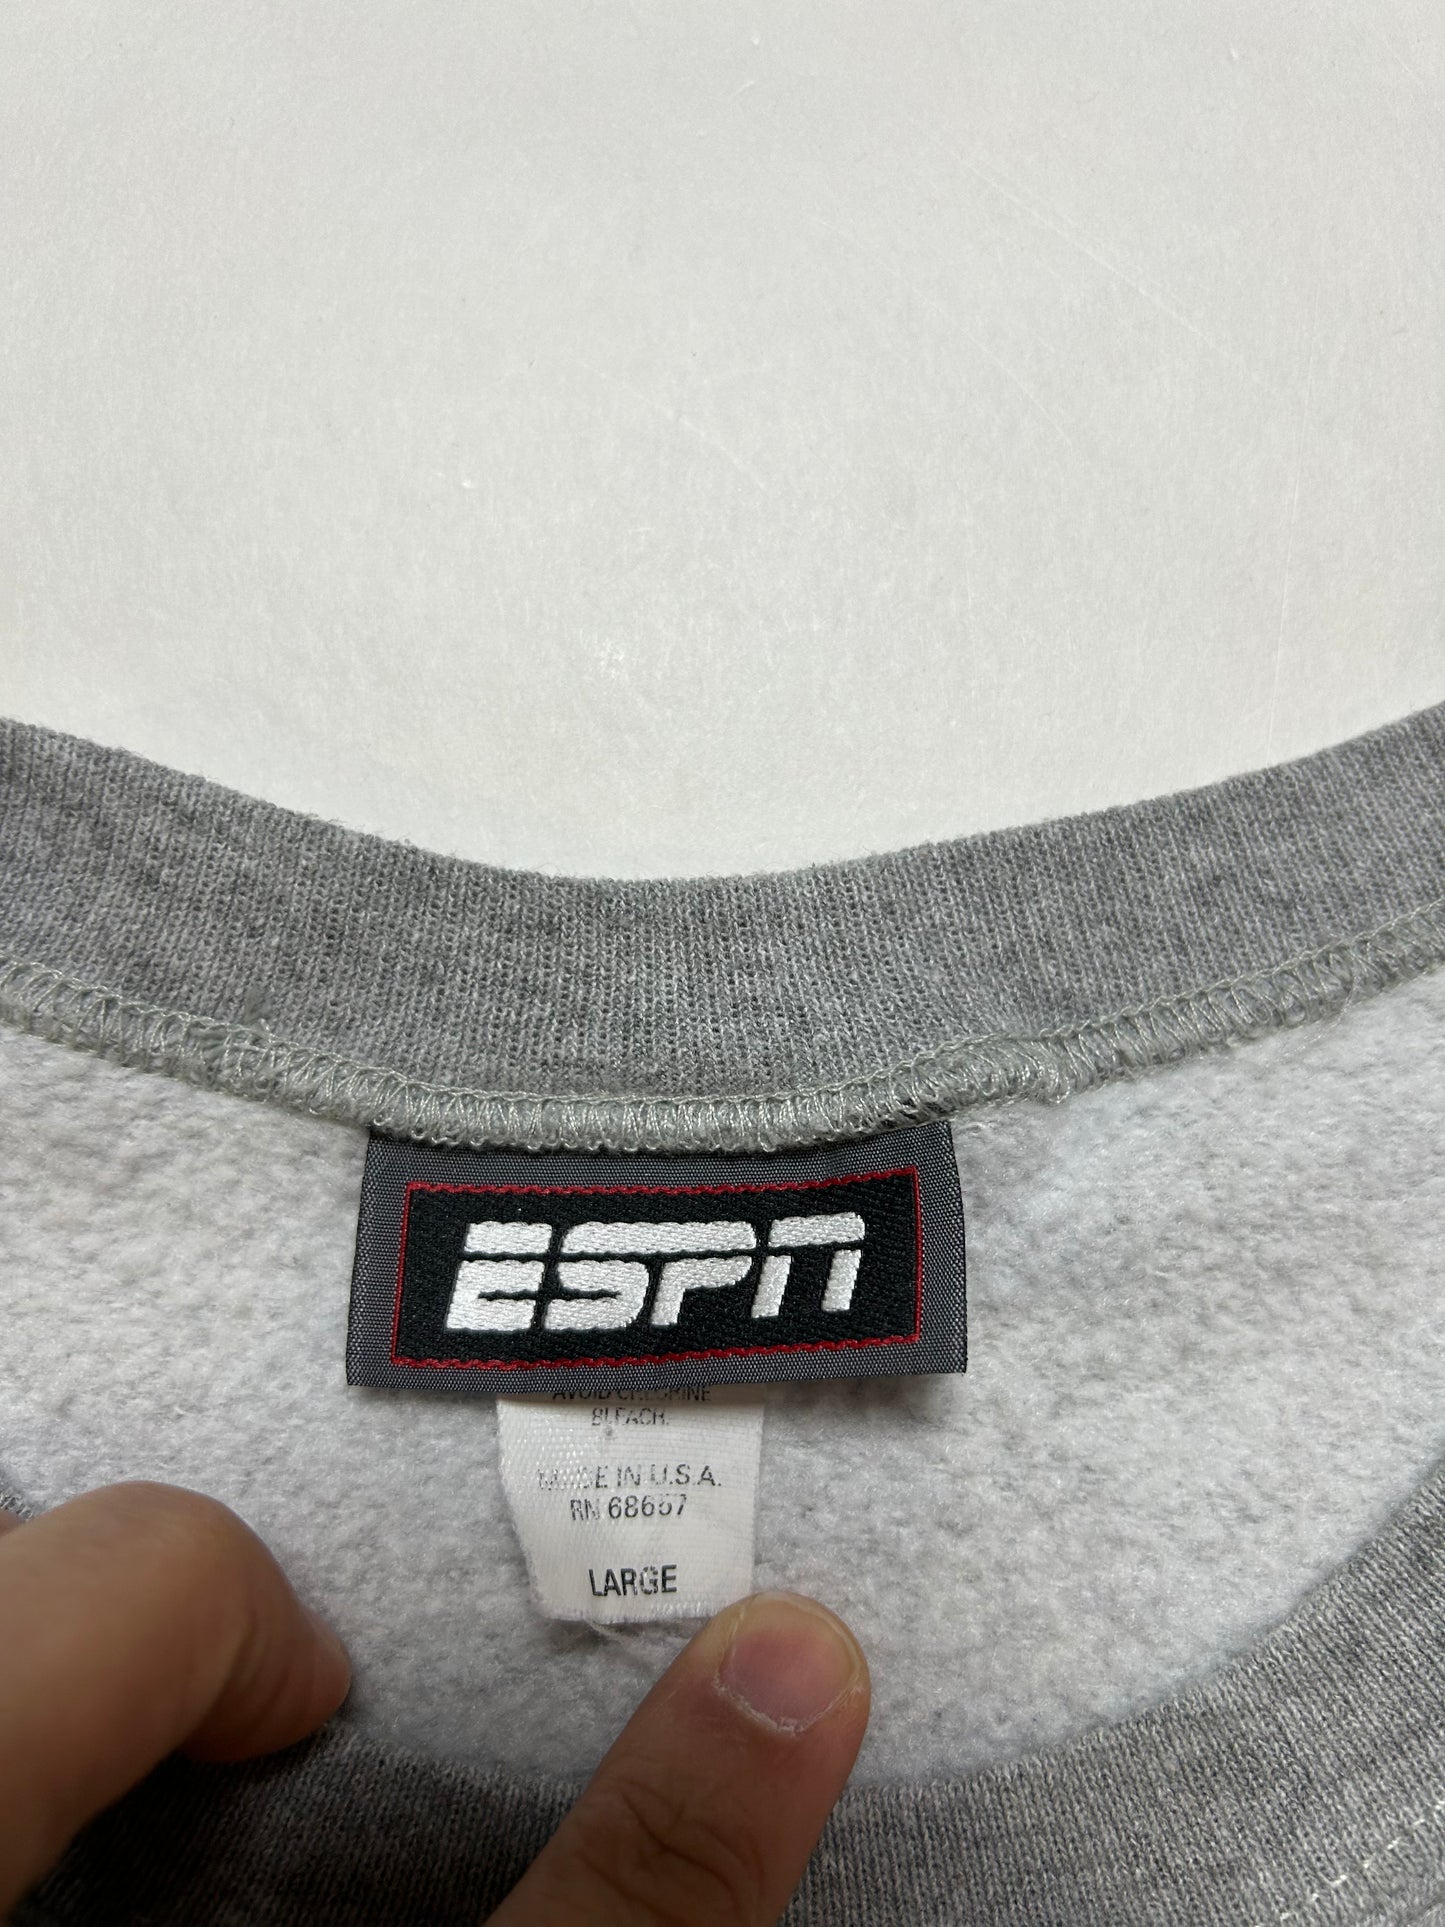 ESPN
AVOID CHLORINE
BLEACH.
MADE IN U.S.A.
RN 68657
LARGE